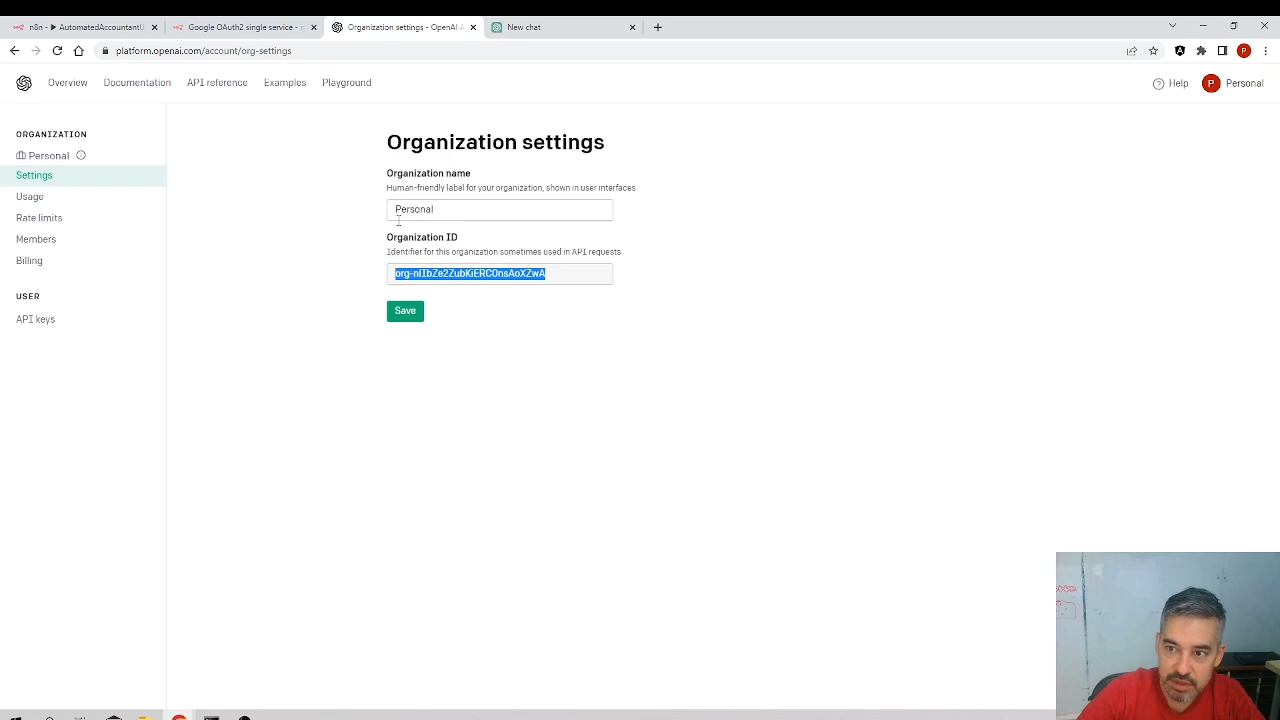 n8n - ▶ AutomatedAccountantU
Google OAuth2 single service - n
Organization settings - OpenAI A
New chat
platform.openai.com/account/org-settings
Overview
Documentation
API reference
Examples
Playground
Help
P
Personal
ORGANIZATION
Personal
Settings
Usage
Rate limits
Members
Billing
USER
API keys
Organization settings
Organization name
Human-friendly label for your organization, shown in user interfaces
Personal
Organization ID
Identifier for this organization sometimes used in API requests
org-nlIbZe2ZubKiERC0nsAoXZwA
Save